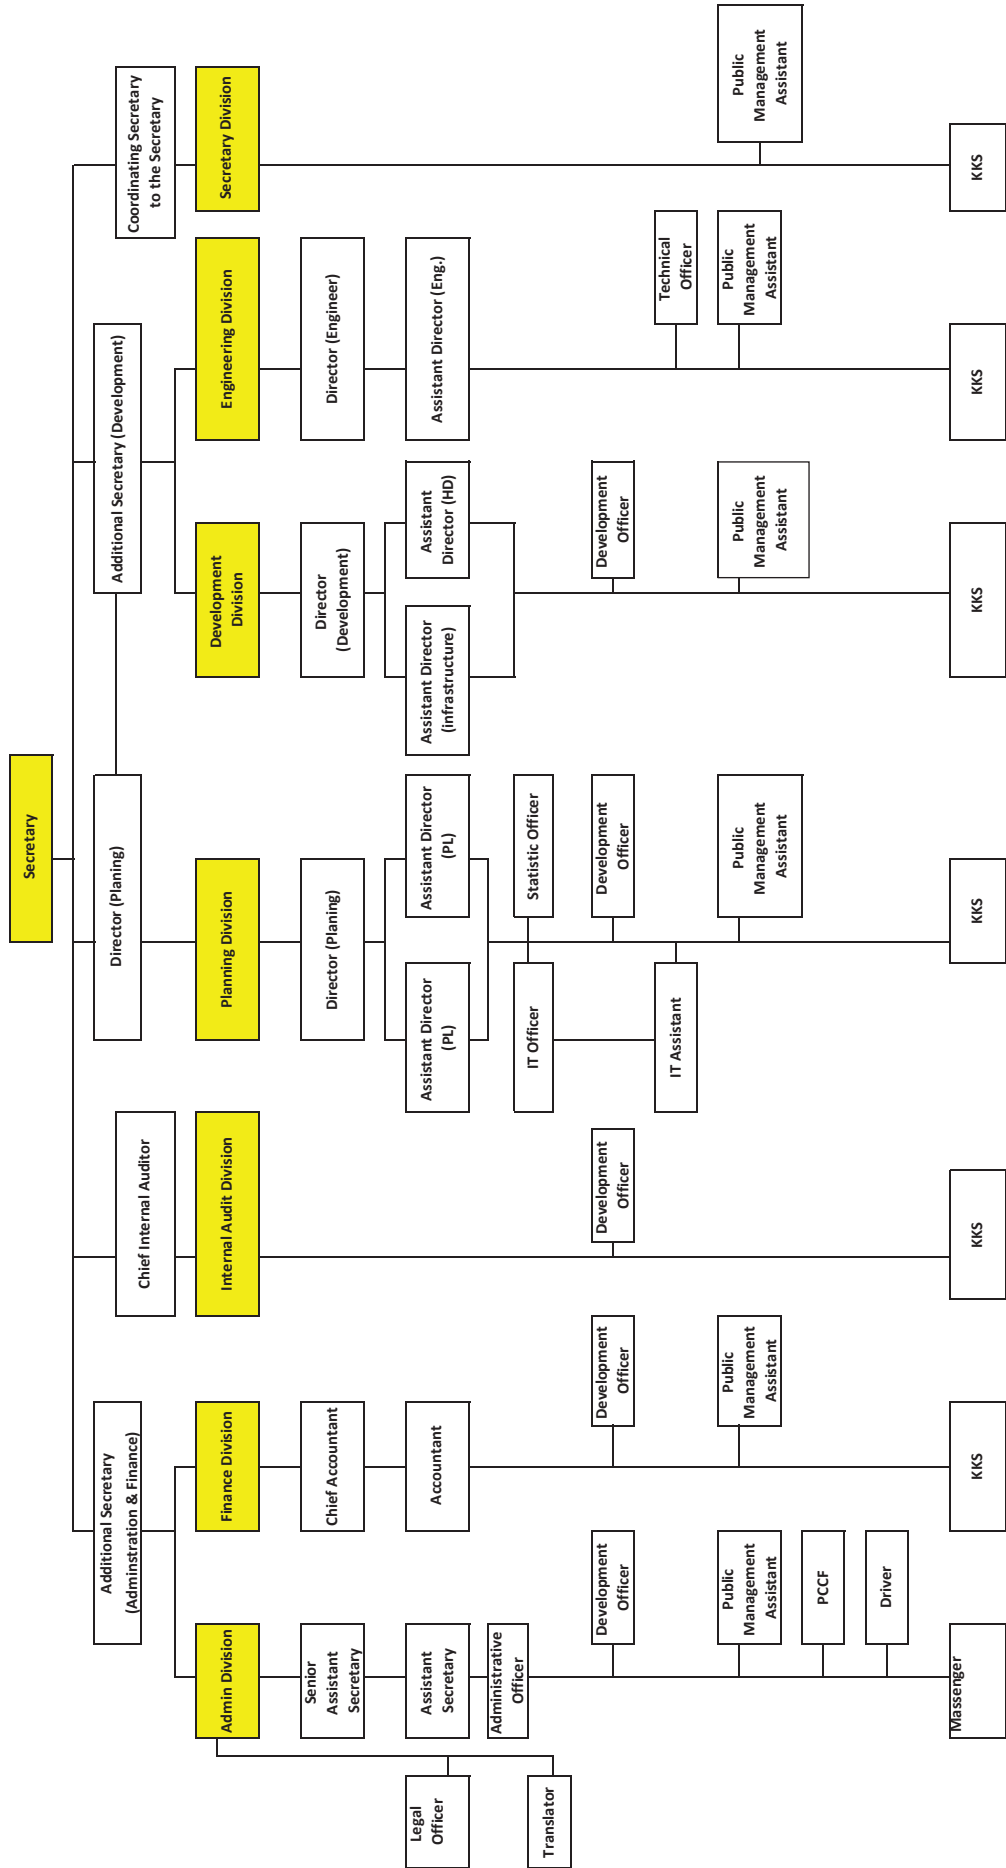 Secretary
Additional Secretary
(Adminstration & Finance)
Chief Internal Auditor
Director (Planing)
Additional Secretary (Development)
Coordinating Secretary
to the Secretary
Admin Division
Finance Division
Internal Audit Division
Planning Division
Development
Division
Engineering Division
Secretary Division
Senior
Assistant
Secretary
Chief Accountant
Director (Planing)
Director
(Development)
Director (Engineer)
Legal
Officer
Assistant
Secretary
Accountant
Assistant Director
(PL)
Assistant Director
(PL)
Assistant Director
(infrastructure)
Assistant
Director (HD)
Assistant Director (Eng.)
Administrative
Officer
Translator
IT Officer
Statistic Officer
Development
Officer
Development
Officer
Development
Officer
Development
Officer
Development
Officer
IT Assistant
Technical
Officer
Public
Management
Assistant
Public
Management
Assistant
Public
Management
Assistant
Public
Management
Assistant
Public
Management
Assistant
Public
Management
Assistant
PCCF
Driver
Massenger
KKS
KKS
KKS
KKS
KKS
KKS